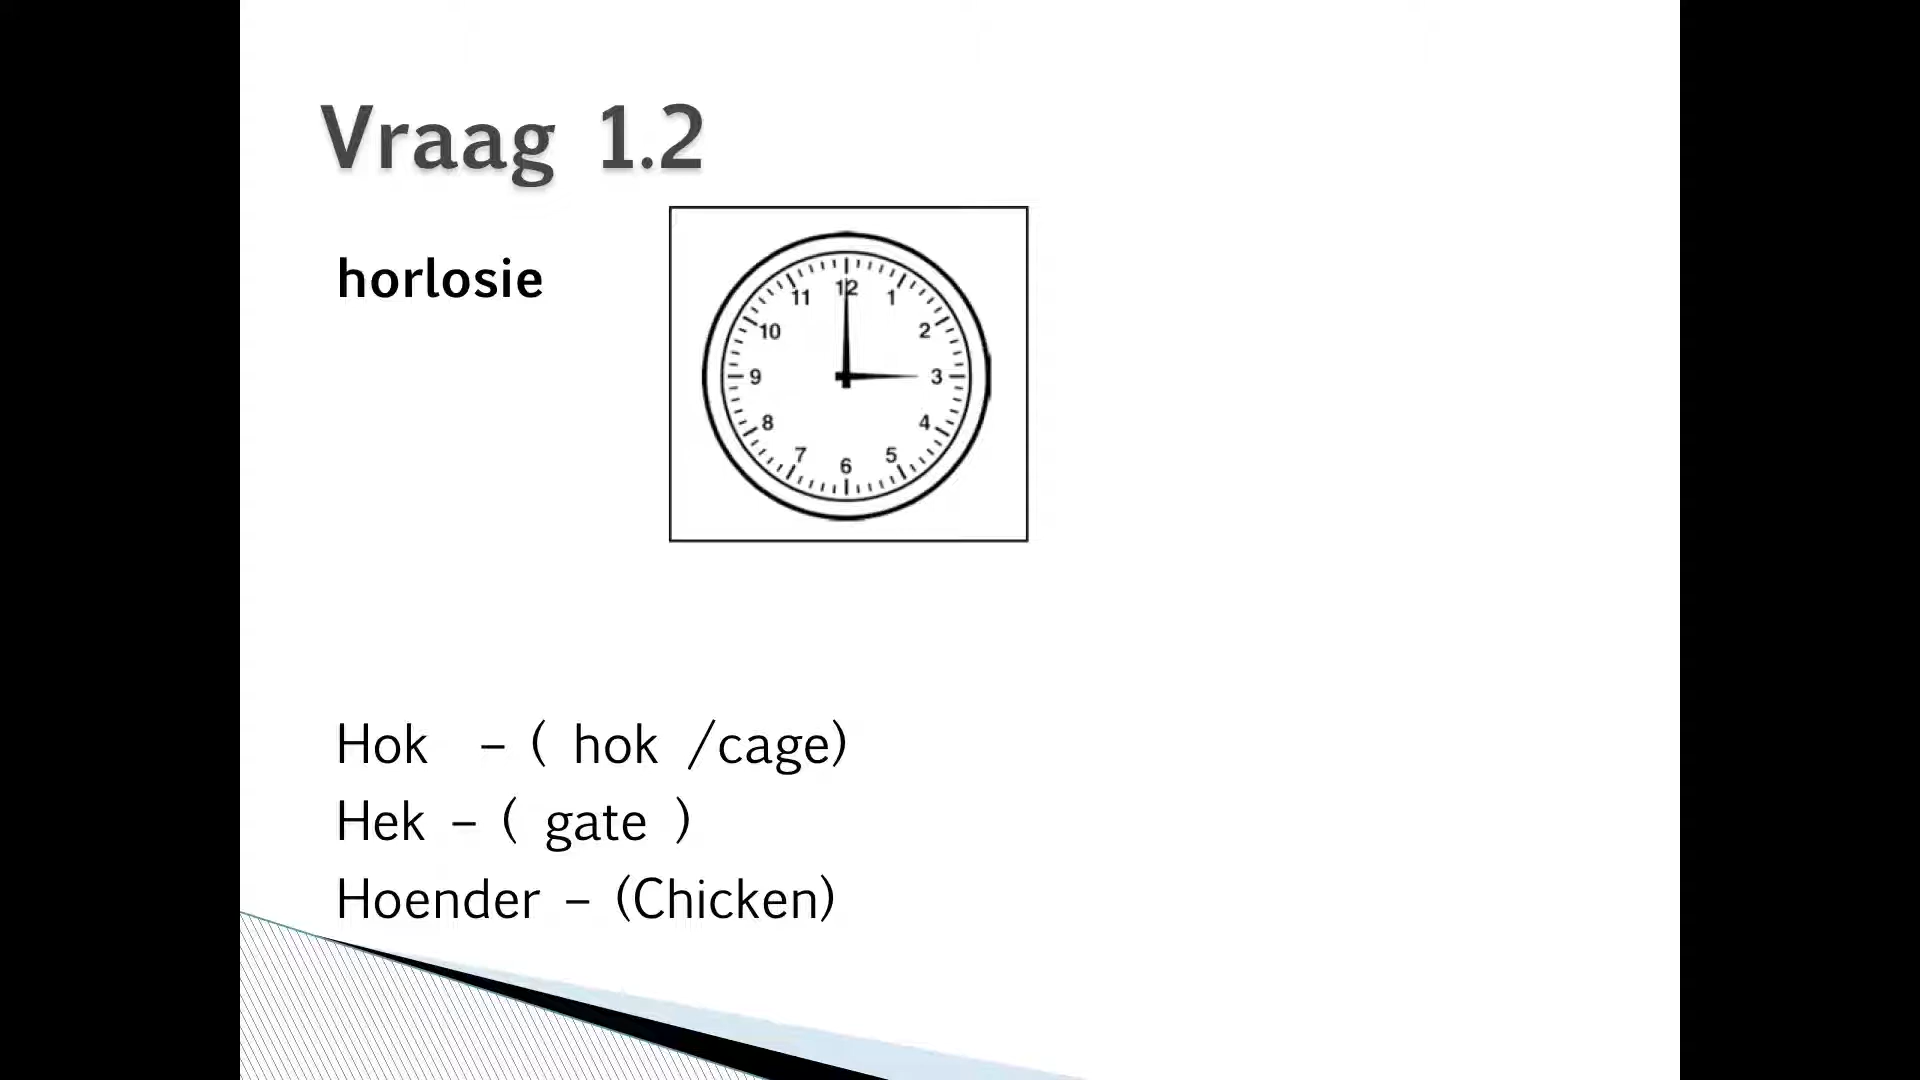 Vraag 1.2
horlosie
12
1
2
3
4
5
6
7
8
9
10
11
Hok – ( hok /cage)
Hek – ( gate )
Hoender – (Chicken)